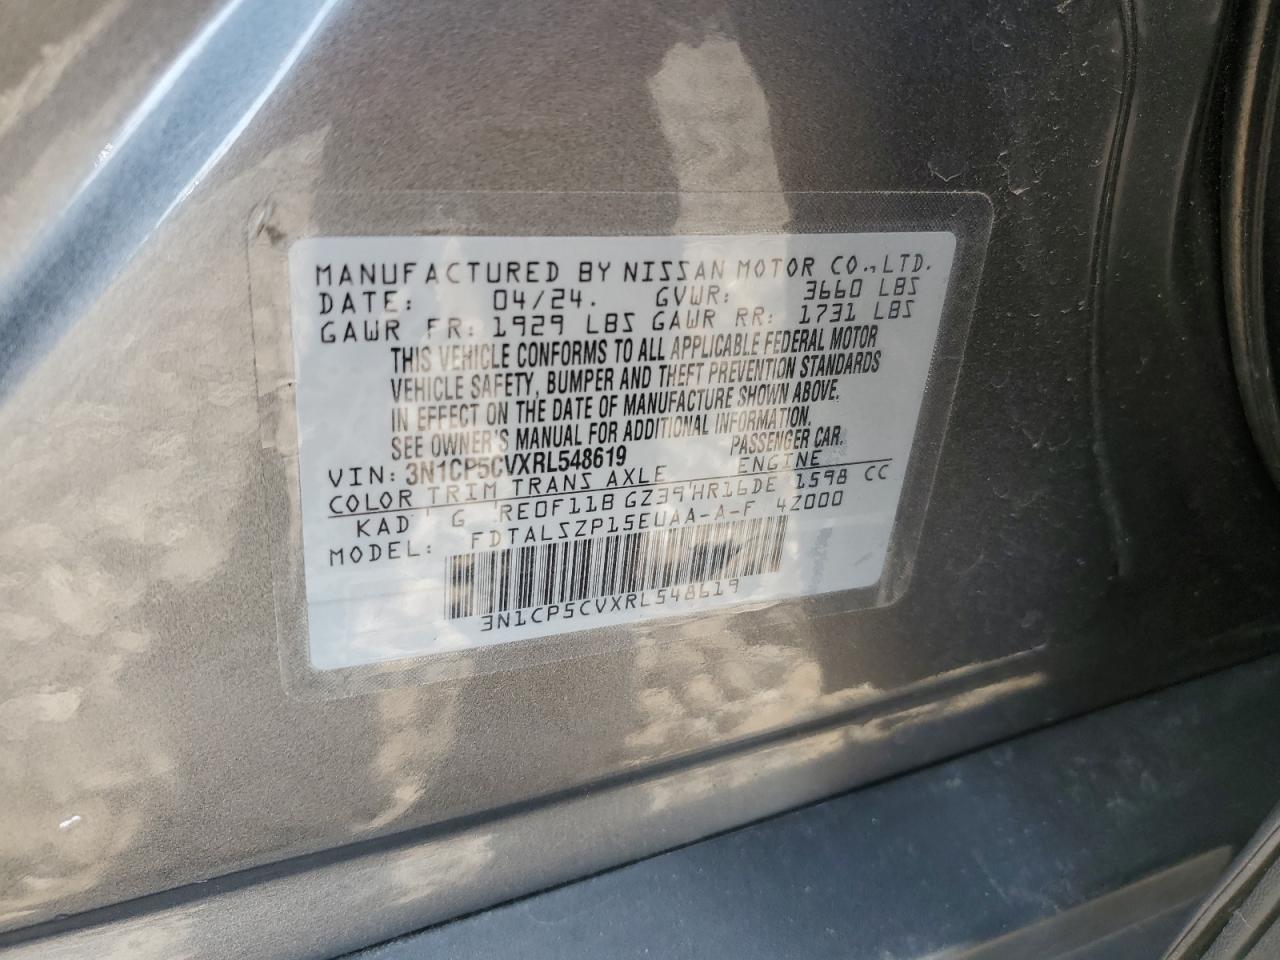 MANUFACTURED BY NISSAN MOTOR CO.,LTD.
DATE: 04/24. GVWR: 3660 LBS
GAWR FR: 1929 LBS GAWR RR: 1731 LBS
THIS VEHICLE CONFORMS TO ALL APPLICABLE FEDERAL MOTOR
VEHICLE SAFETY, BUMPER AND THEFT PREVENTION STANDARDS
IN EFFECT ON THE DATE OF MANUFACTURE SHOWN ABOVE.
SEE OWNER'S MANUAL FOR ADDITIONAL INFORMATION.
VIN: 3N1CP5CVXRL548619 PASSENGER CAR.
COLOR TRIM TRANS AXLE ENGINE
KAD G RE0F11B GZ39 HR16DE 1598 CC
MODEL: FDTALSZP15EUAA-A-F 4Z000
3N1CP5CVXRL548619